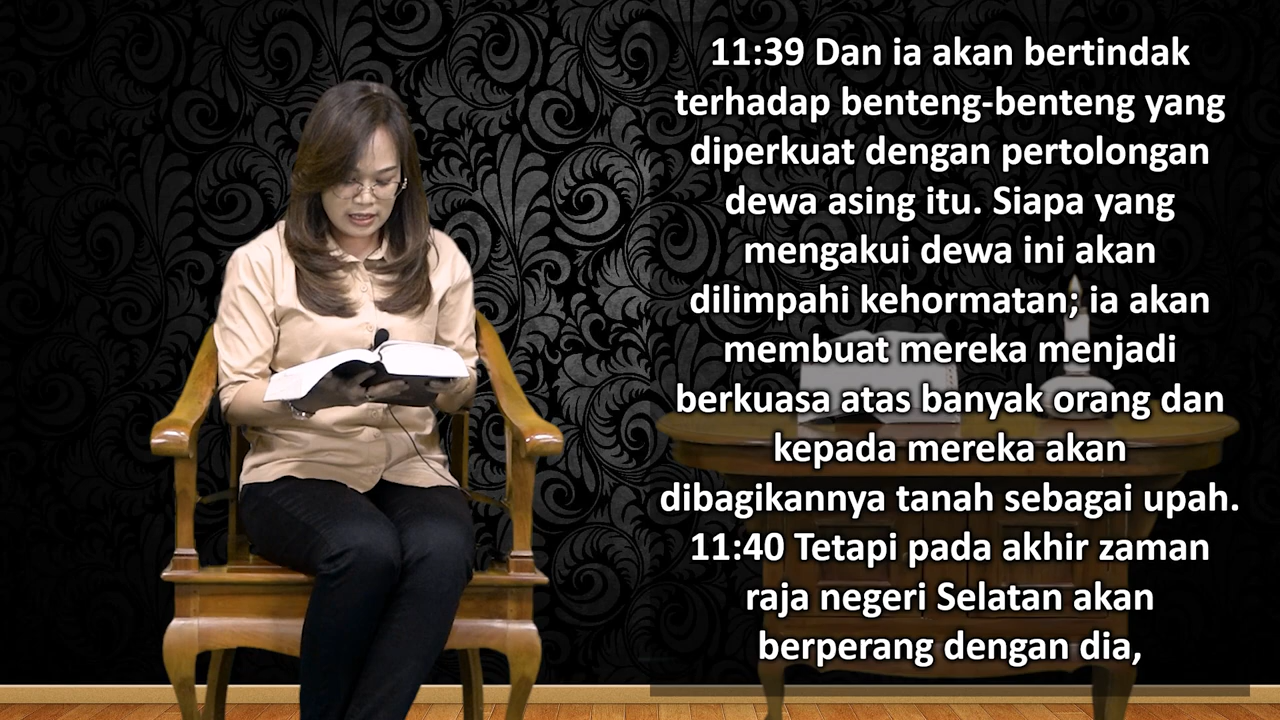 11:39 Dan ia akan bertindak
terhadap benteng-benteng yang
diperkuat dengan pertolongan
dewa asing itu. Siapa yang
mengakui dewa ini akan
dilimpahi kehormatan; ia akan
membuat mereka menjadi
berkuasa atas banyak orang dan
kepada mereka akan
dibagikannya tanah sebagai upah.
11:40 Tetapi pada akhir zaman
raja negeri Selatan akan
berperang dengan dia,